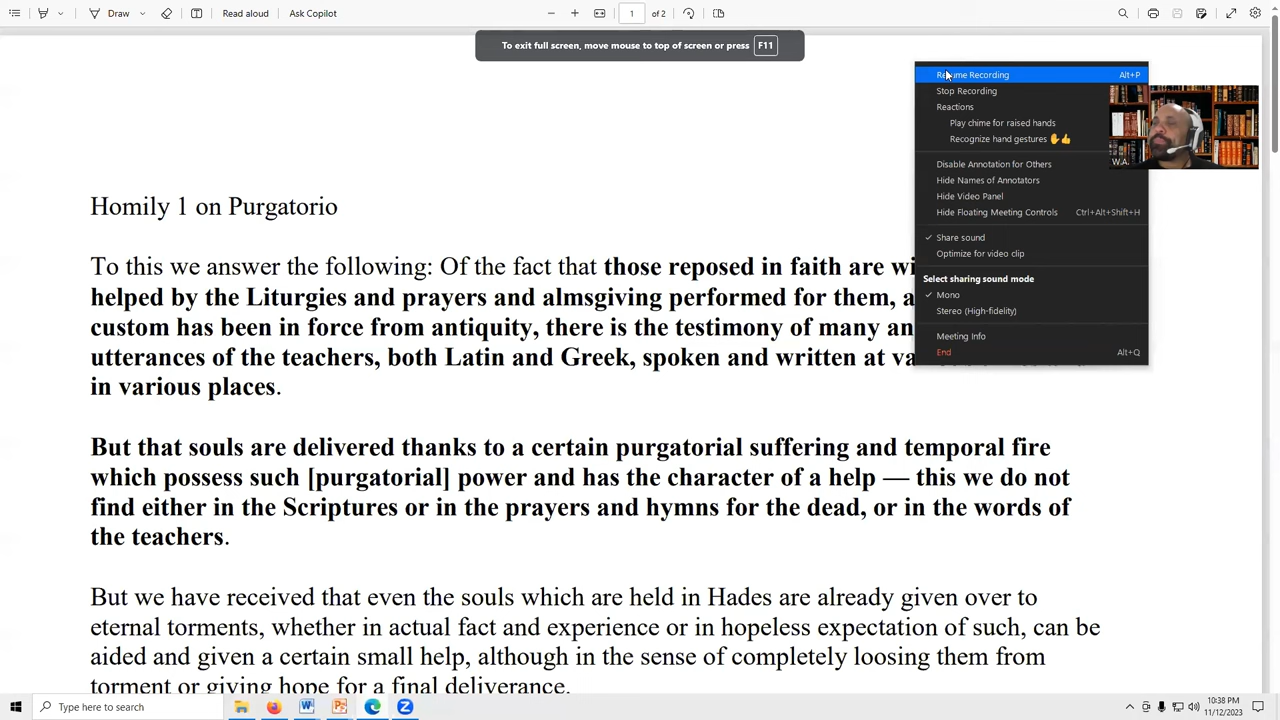 Draw
Read aloud
Ask Copilot
1
of 2
To exit full screen, move mouse to top of screen or press F11
Resume Recording Alt+P
Stop Recording
Reactions
Play chime for raised hands
Recognize hand gestures
Disable Annotation for Others
Hide Names of Annotators
Hide Video Panel
Hide Floating Meeting Controls Ctrl+Alt+Shift+H
Share sound
Optimize for video clip
Select sharing sound mode
Mono
Stereo (High-fidelity)
Meeting Info
End Alt+Q
Homily 1 on Purgatorio
To this we answer the following: Of the fact that those reposed in faith are
helped by the Liturgies and prayers and almsgiving performed for them,
custom has been in force from antiquity, there is the testimony of many
utterances of the teachers, both Latin and Greek, spoken and written at
in various places.
But that souls are delivered thanks to a certain purgatorial suffering and temporal fire
which possess such [purgatorial] power and has the character of a help — this we do not
find either in the Scriptures or in the prayers and hymns for the dead, or in the words of
the teachers.
But we have received that even the souls which are held in Hades are already given over to
eternal torments, whether in actual fact and experience or in hopeless expectation of such, can be
aided and given a certain small help, although in the sense of completely loosing them from
torment or giving hope for a final deliverance.
Type here to search
10:38 PM
11/12/2023